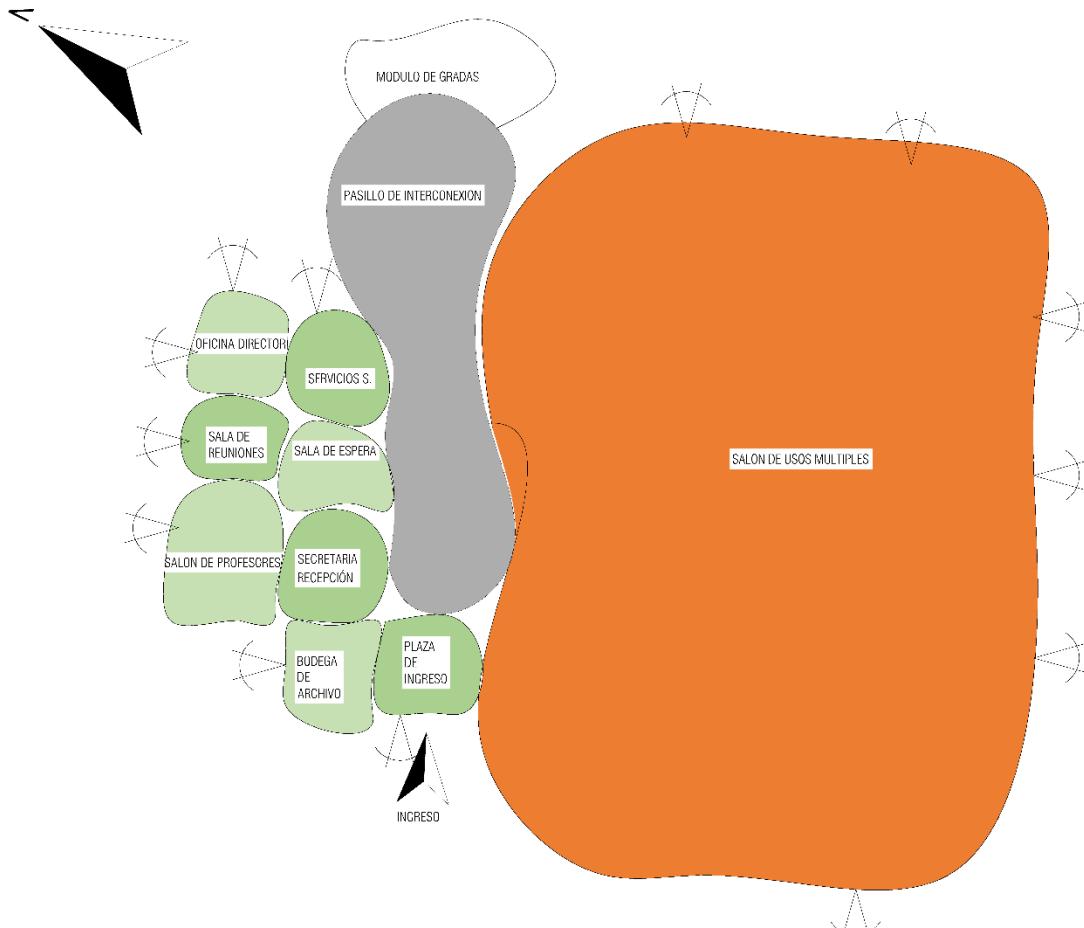 MODULO DE GRADAS
PASILLO DE INTERCONEXION
OFICINA DIRECTOR
SERVICIOS S.
SALA DE
REUNIONES
SALA DE ESPERA
SALON DE USOS MULTIPLES
SALON DE PROFESORES
SECRETARIA
RECEPCIÓN
BODEGA
DE
ARCHIVO
PLAZA
DE
INGRESO
INGRESO